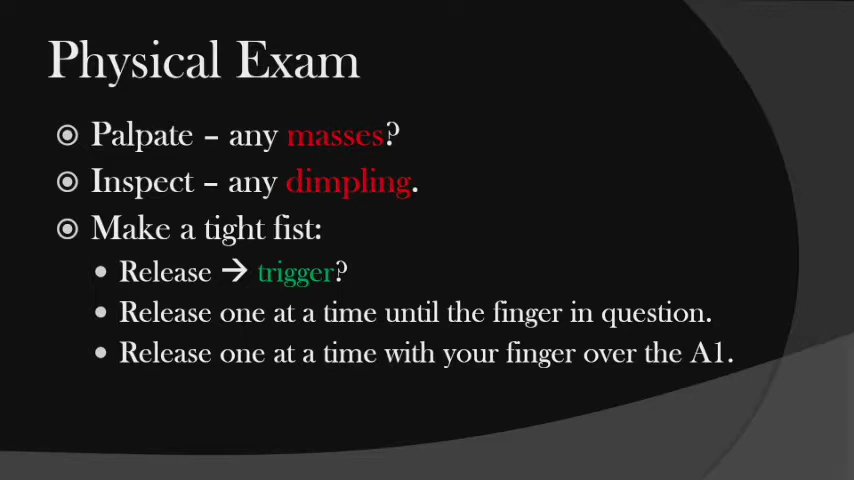 Physical Exam
Palpate – any masses?
Inspect – any dimpling.
Make a tight fist:
Release → trigger?
Release one at a time until the finger in question.
Release one at a time with your finger over the A1.